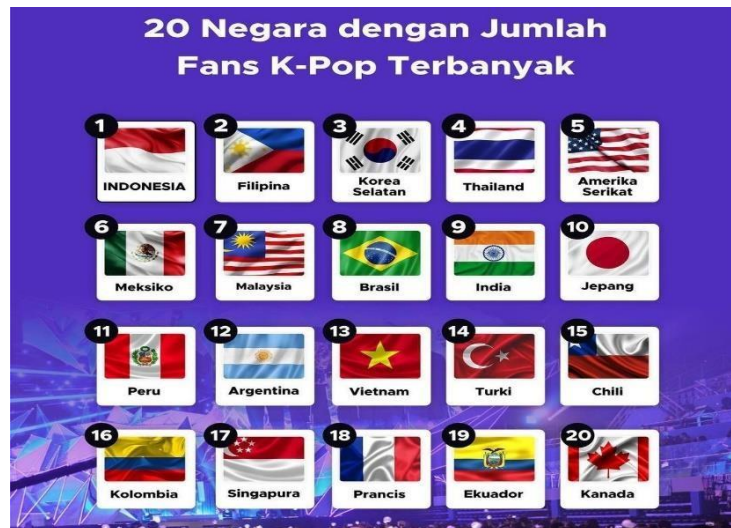 20 Negara dengan Jumlah
Fans K-Pop Terbanyak
1
INDONESIA
2
Filipina
3
Korea
Selatan
4
Thailand
5
Amerika
Serikat
6
Meksiko
7
Malaysia
8
Brasil
9
India
10
Jepang
11
Peru
12
Argentina
13
Vietnam
14
Turki
15
Chili
16
Kolombia
17
Singapura
18
Prancis
19
Ekuador
20
Kanada